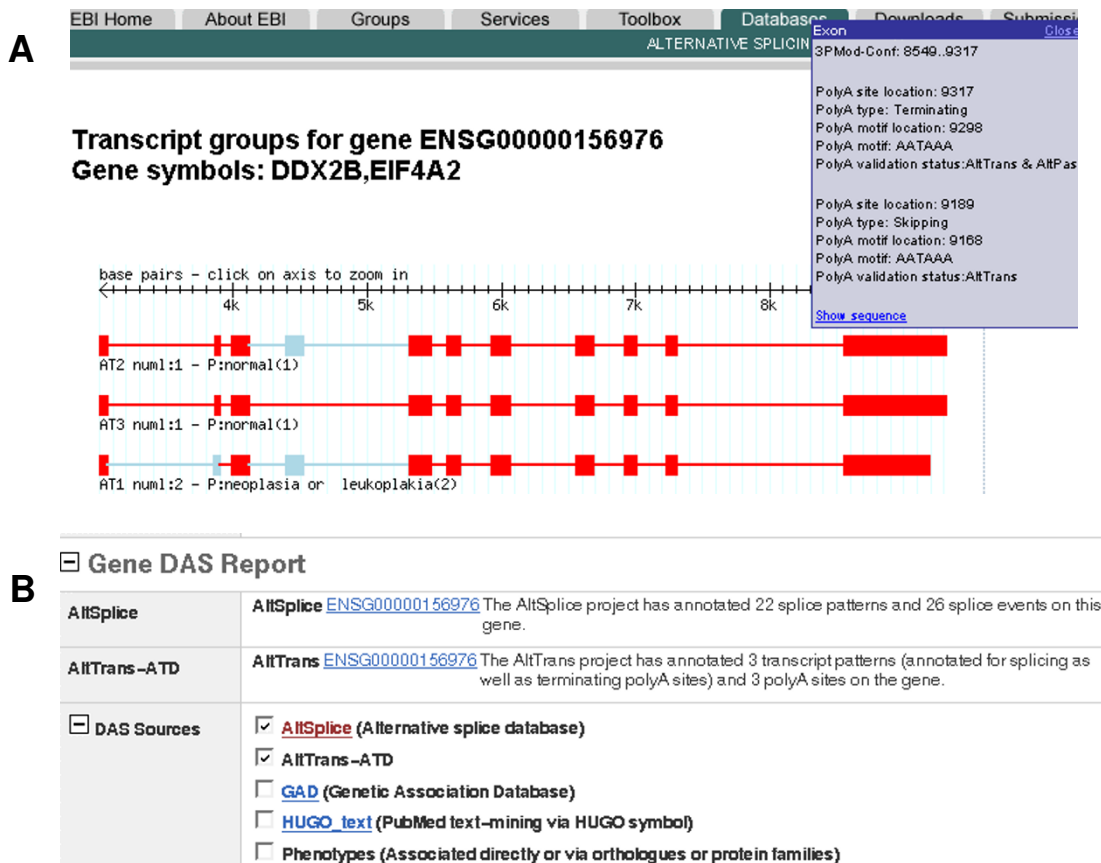 A
EBI Home About EBI Groups Services Toolbox Databases Downloads
ALTERNATIVE
Exon Close
3PMod-Conf: 8549..9317
PolyA site location: 9317
PolyA type: Terminating
PolyA motif location: 9298
PolyA motif: AATAAA
PolyA validation status:AltTrans & AltPas
PolyA site location: 9189
PolyA type: Skipping
PolyA motif location: 9168
PolyA motif: AATAAA
PolyA validation status:AltTrans
Show sequence
Transcript groups for gene ENSG00000156976
Gene symbols: DDX2B,EIF4A2
base pairs - click on axis to zoom in
4k 5k 6k 7k 8k
AT2 numl:1 - P:normal(1)
AT3 numl:1 - P:normal(1)
AT1 numl:2 - P:neoplasia or leukoplakia(2)
B
Gene DAS Report
AltSplice AltSplice ENSG00000156976 The AltSplice project has annotated 22 splice patterns and 26 splice events on this
gene.
AltTrans-ATD AltTrans ENSG00000156976 The AltTrans project has annotated 3 transcript patterns (annotated for splicing as
well as terminating polyA sites) and 3 polyA sites on the gene.
DAS Sources AltSplice (Alternative splice database)
AltTrans-ATD
GAD (Genetic Association Database)
HUGO_text (PubMed text-mining via HUGO symbol)
Phenotypes (Associated directly or via orthologues or protein families)